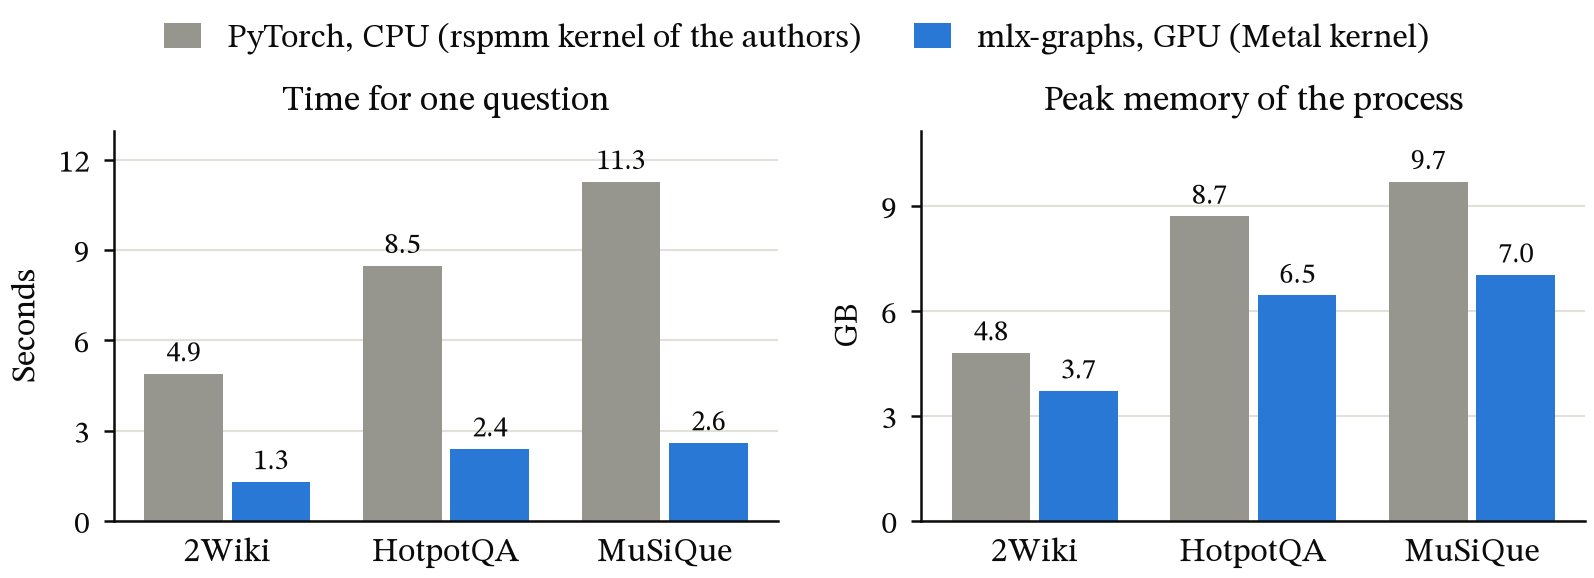 PyTorch, CPU (rspmm kernel of the authors)
mlx-graphs, GPU (Metal kernel)
Time for one question
Seconds
12
9
6
3
0
4.9
1.3
8.5
2.4
11.3
2.6
2Wiki
HotpotQA
MuSiQue
Peak memory of the process
GB
9
6
3
0
4.8
3.7
8.7
6.5
9.7
7.0
2Wiki
HotpotQA
MuSiQue